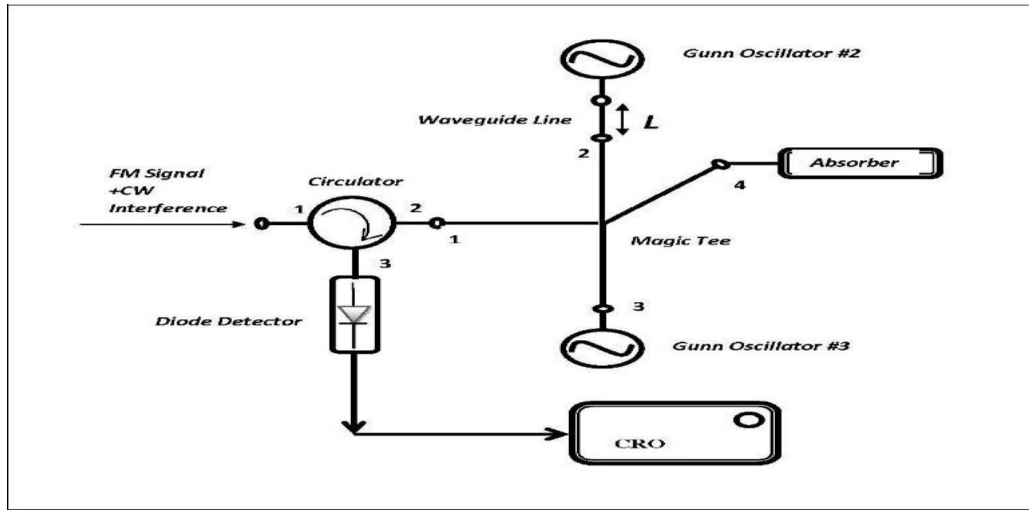 Gunn Oscillator #2
Waveguide Line
L
2
Absorber
4
FM Signal
+CW
Interference
Circulator
1
2
1
Magic Tee
3
3
Diode Detector
Gunn Oscillator #3
CRO